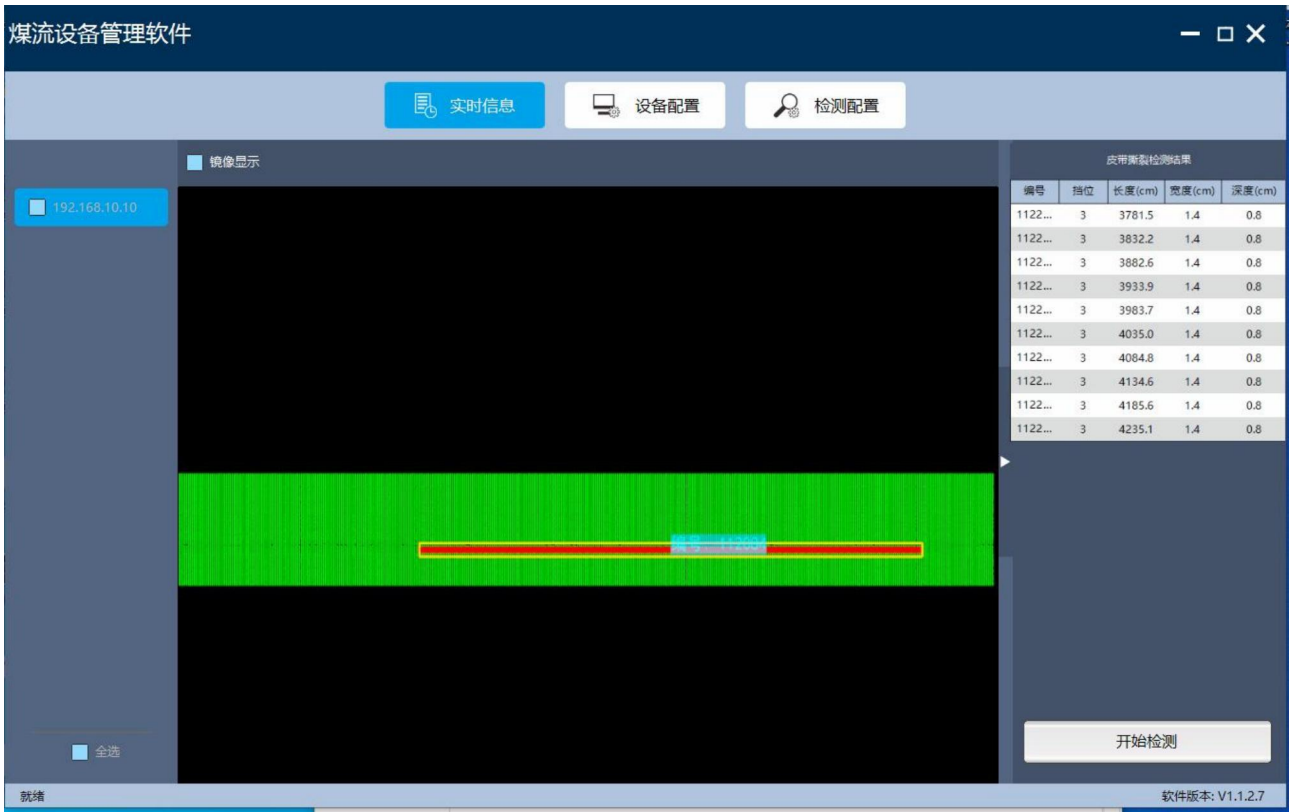 煤流设备管理软件
实时信息 设备配置 检测配置
镜像显示
192.168.10.10
皮带撕裂检测结果
编号 挡位 长度(cm) 宽度(cm) 深度(cm)
1122... 3 3781.5 1.4 0.8
1122... 3 3832.2 1.4 0.8
1122... 3 3882.6 1.4 0.8
1122... 3 3933.9 1.4 0.8
1122... 3 3983.7 1.4 0.8
1122... 3 4035.0 1.4 0.8
1122... 3 4084.8 1.4 0.8
1122... 3 4134.6 1.4 0.8
1122... 3 4185.6 1.4 0.8
1122... 3 4235.1 1.4 0.8
全选
开始检测
就绪
软件版本: V1.1.2.7